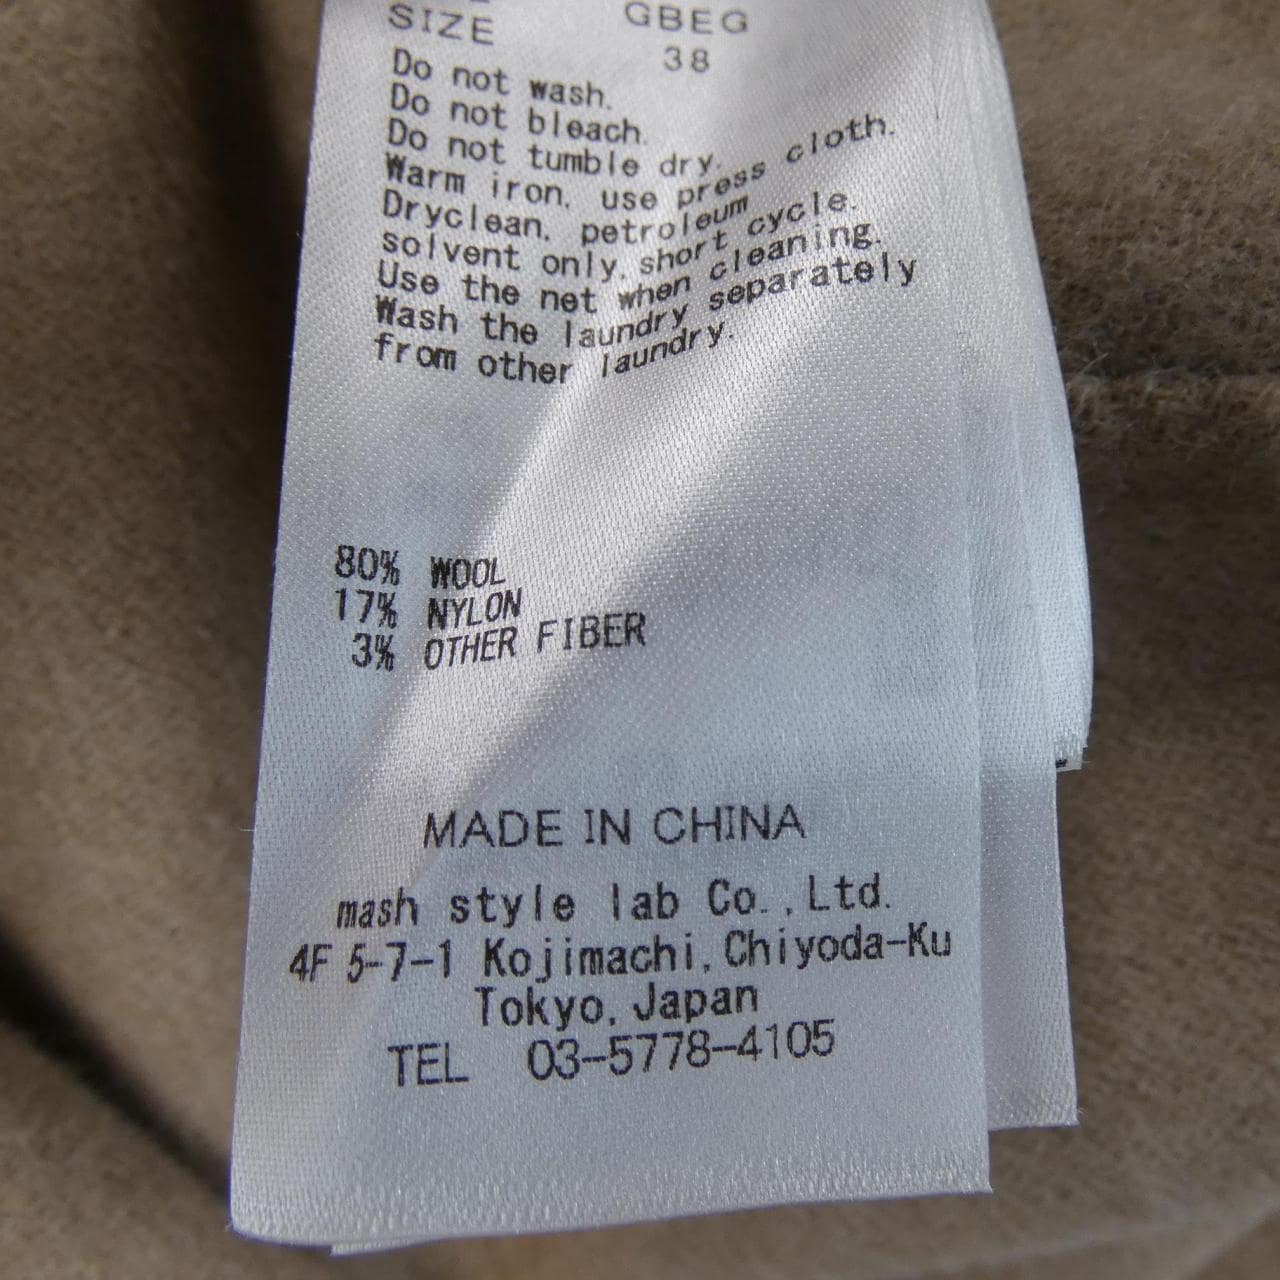 GBEG
SIZE 38
Do not wash.
Do not bleach.
Do not tumble dry.
Warm iron, use press cloth.
Dryclean, petroleum
solvent only, short cycle.
Use the net when cleaning.
Wash the laundry separately
from other laundry.
80% WOOL
17% NYLON
3% OTHER FIBER
MADE IN CHINA
mash style lab Co.,Ltd.
4F 5-7-1 Kojimachi,Chiyoda-Ku
Tokyo,Japan
TEL 03-5778-4105